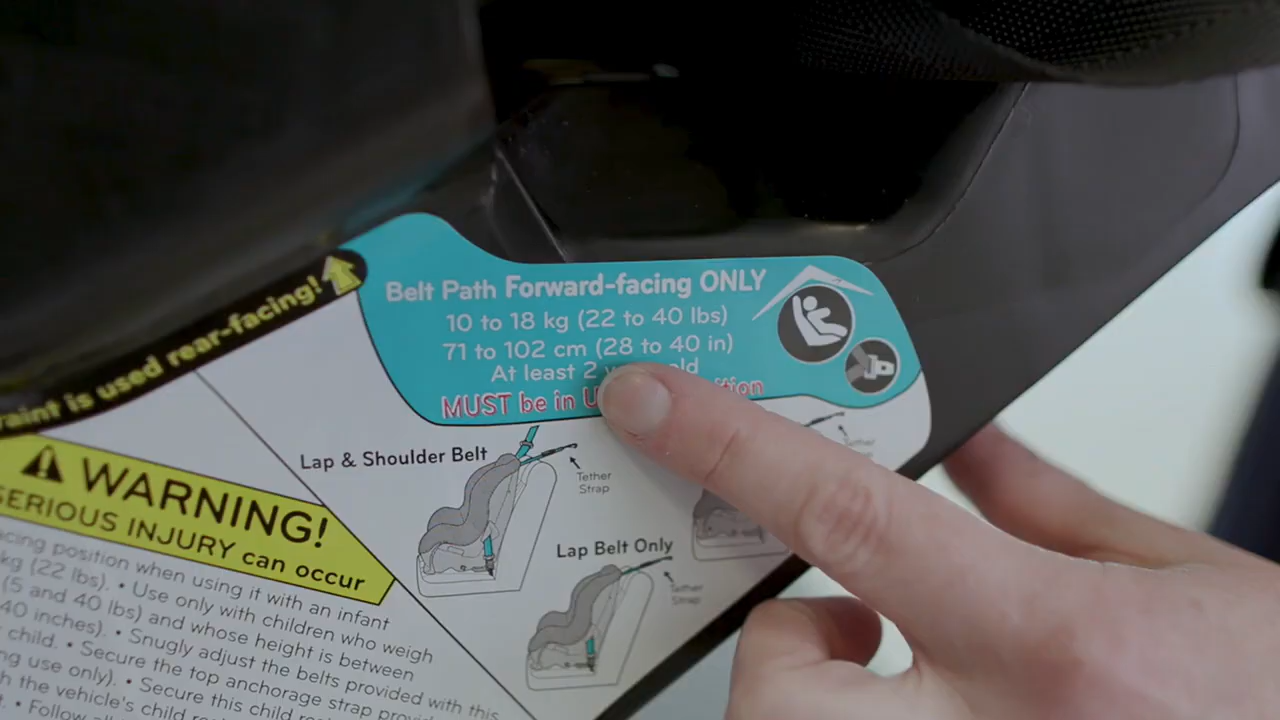 raint is used rear-facing!
Belt Path Forward-facing ONLY
10 to 18 kg (22 to 40 lbs)
71 to 102 cm (28 to 40 in)
At least 2
MUST be in
Lap & Shoulder Belt
Tether
Strap
Tether
Lap Belt Only
Tether
Strap
WARNING!
SERIOUS INJURY can occur
acing position when using it with an infant
kg (22 lbs). • Use only with children who weigh
(5 and 40 lbs) and whose height is between
40 inches). • Snugly adjust the belts provided with this
child. • Secure the top anchorage strap provid
ng use only). • Secure this child
h the vehicle's child
• Follow